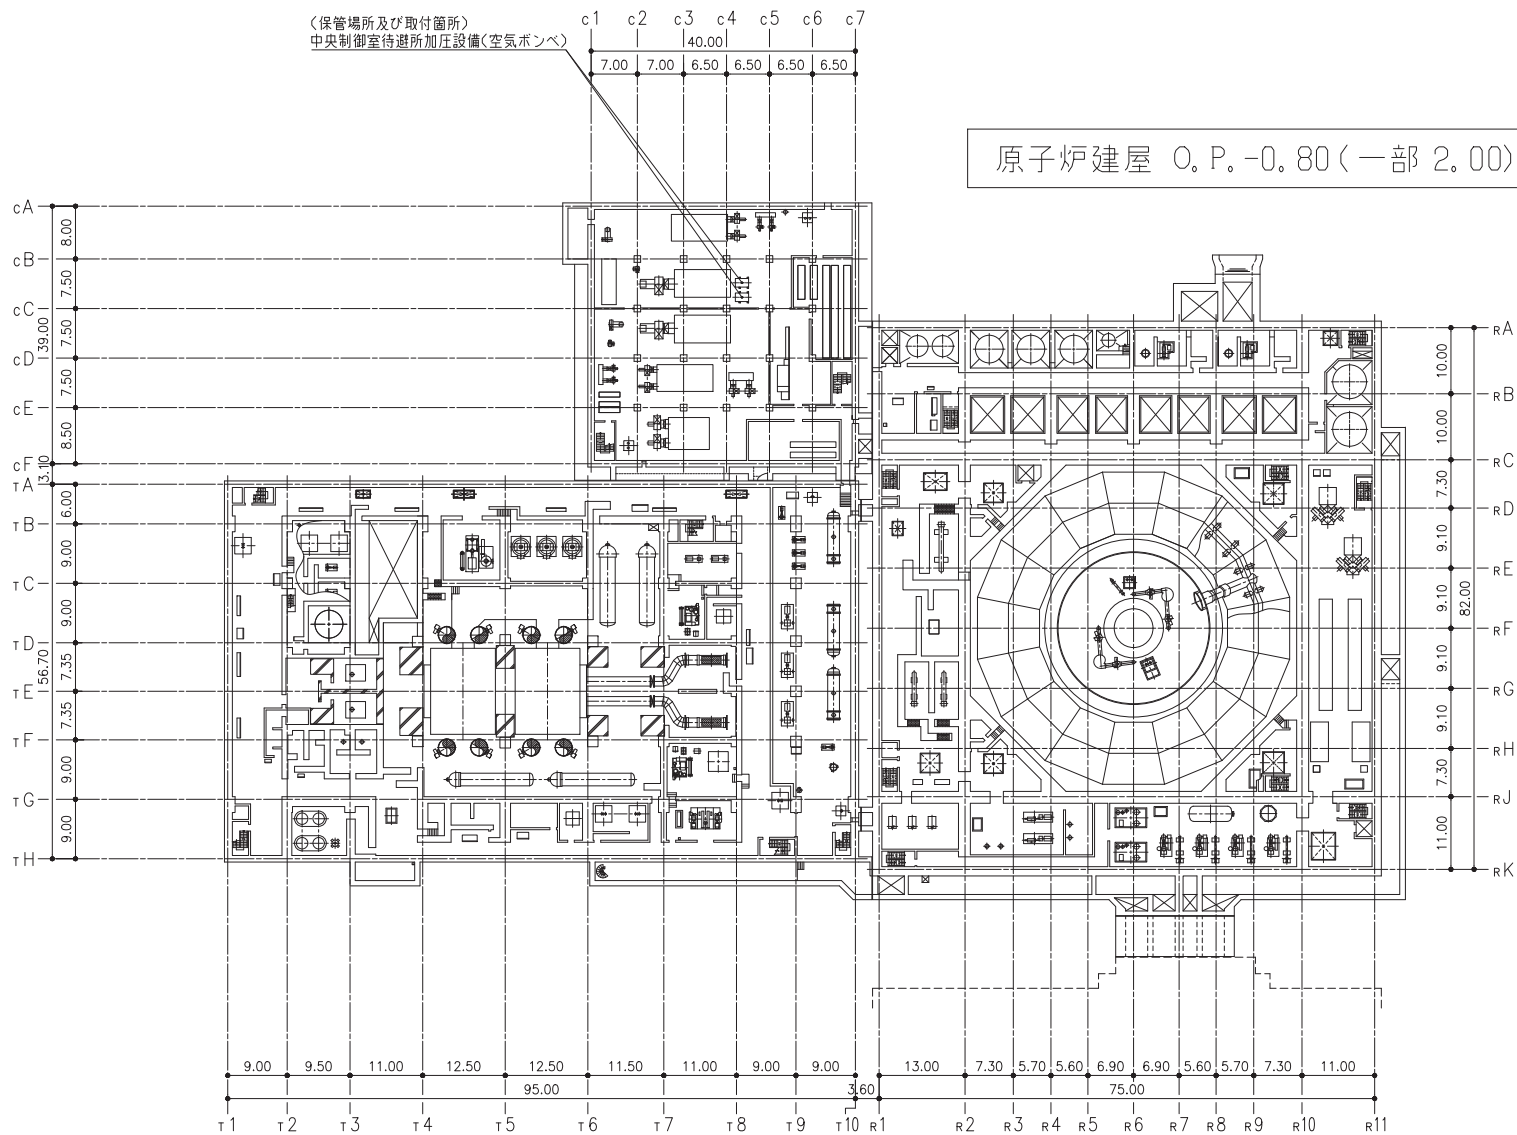 (保管場所及び取付箇所)
中央制御室待避所加圧設備(空気ボンベ)
c1 c2 c3 c4 c5 c6 c7
40.00
7.00 7.00 6.50 6.50 6.50 6.50
原子炉建屋 O.P.-0.80(一部 2.00)
cA
8.00
cB
7.50
cC
7.50
39.00
cD
7.50
cE
8.50
cF
3.10
TA
6.00
TB
9.00
TC
9.00
TD
7.35
56.70
TE
7.35
TF
9.00
TG
9.00
TH
RA
10.00
RB
10.00
RC
7.30
RD
9.10
RE
9.10
82.00
RF
9.10
RG
9.10
RH
7.30
RJ
11.00
RK
9.00 9.50 11.00 12.50 12.50 11.50 11.00 9.00 9.00 13.00 7.30 5.70 5.60 6.90 6.90 5.60 5.70 7.30 11.00
95.00 3.60 75.00
T1 T2 T3 T4 T5 T6 T7 T8 T9 T10 R1 R2 R3 R4 R5 R6 R7 R8 R9 R10 R11